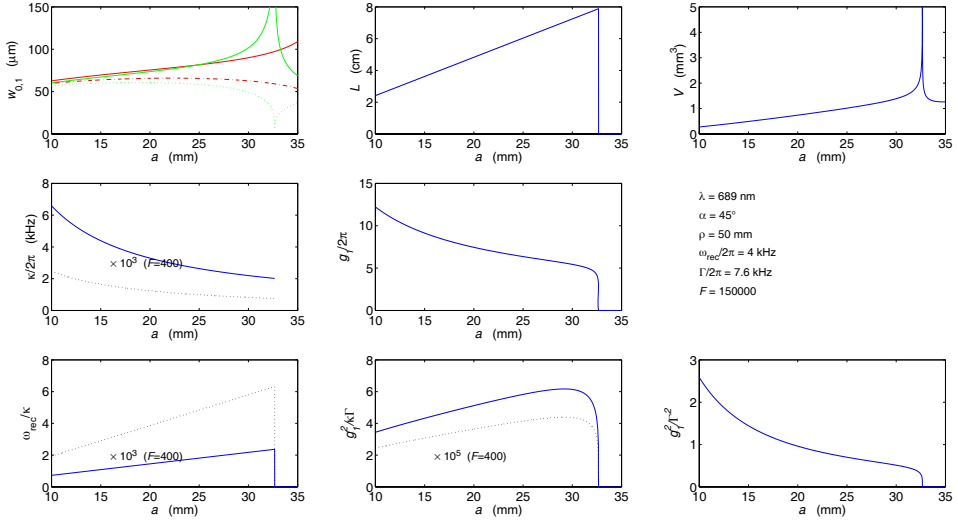 w0,1 (μm)
150
100
50
0
10 15 20 25 30 35
a (mm)
L (cm)
8
6
4
2
0
10 15 20 25 30 35
a (mm)
V (mm³)
5
4
3
2
1
0
10 15 20 25 30 35
a (mm)
κ/2π (kHz)
8
6
4
2
0
× 10³ (F=400)
10 15 20 25 30 35
a (mm)
g₁/2π
15
10
5
0
10 15 20 25 30 35
a (mm)
λ = 689 nm
α = 45°
ρ = 50 mm
ωrec/2π = 4 kHz
Γ/2π = 7.6 kHz
F = 150000
ωrec/κ
8
6
4
2
0
× 10³ (F=400)
10 15 20 25 30 35
a (mm)
g₁²/κΓ
8
6
4
2
0
× 10⁵ (F=400)
10 15 20 25 30 35
a (mm)
g₁²/Γ²
3
2
1
0
10 15 20 25 30 35
a (mm)